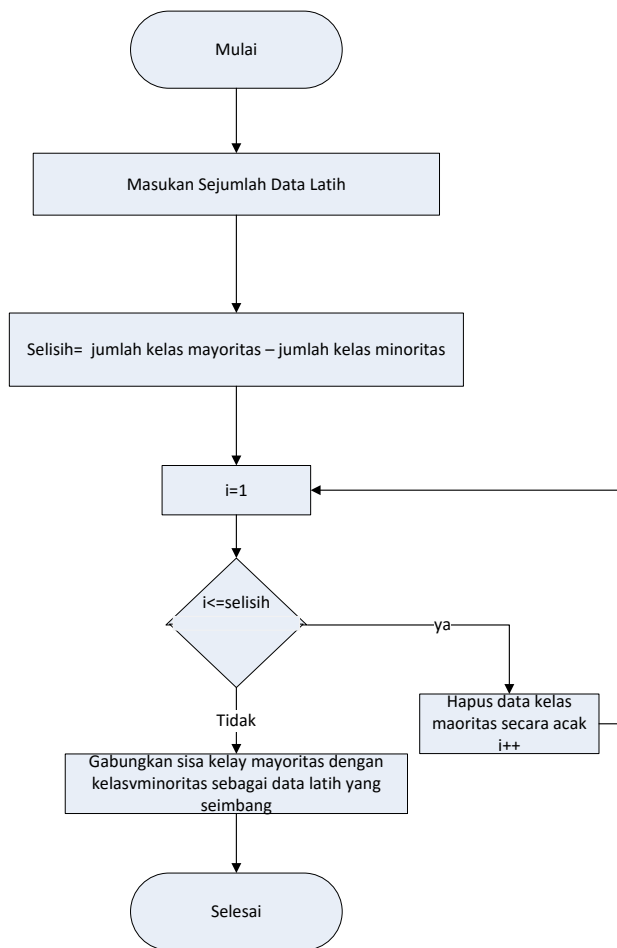 Mulai
Masukan Sejumlah Data Latih
Selisih=  jumlah kelas mayoritas – jumlah kelas minoritas
i=1
i<=selisih
ya
Hapus data kelas
maoritas secara acak
i++
Tidak
Gabungkan sisa kelay mayoritas dengan
kelasvminoritas sebagai data latih yang
seimbang
Selesai